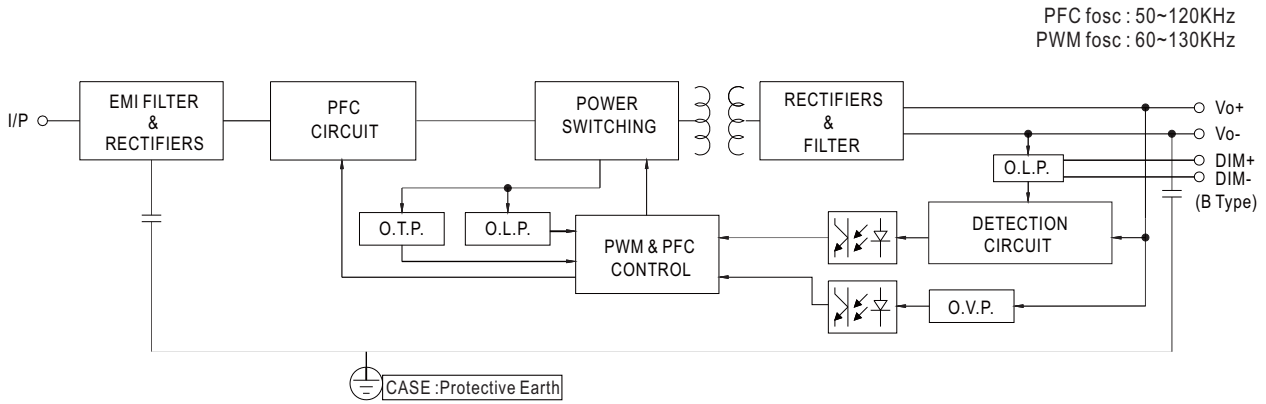 PFC fosc : 50~120KHz
PWM fosc : 60~130KHz
I/P
EMI FILTER
&
RECTIFIERS
PFC
CIRCUIT
POWER
SWITCHING
RECTIFIERS
&
FILTER
Vo+
Vo-
DIM+
DIM-
(B Type)
O.L.P.
O.T.P.
O.L.P.
PWM & PFC
CONTROL
DETECTION
CIRCUIT
O.V.P.
CASE :Protective Earth